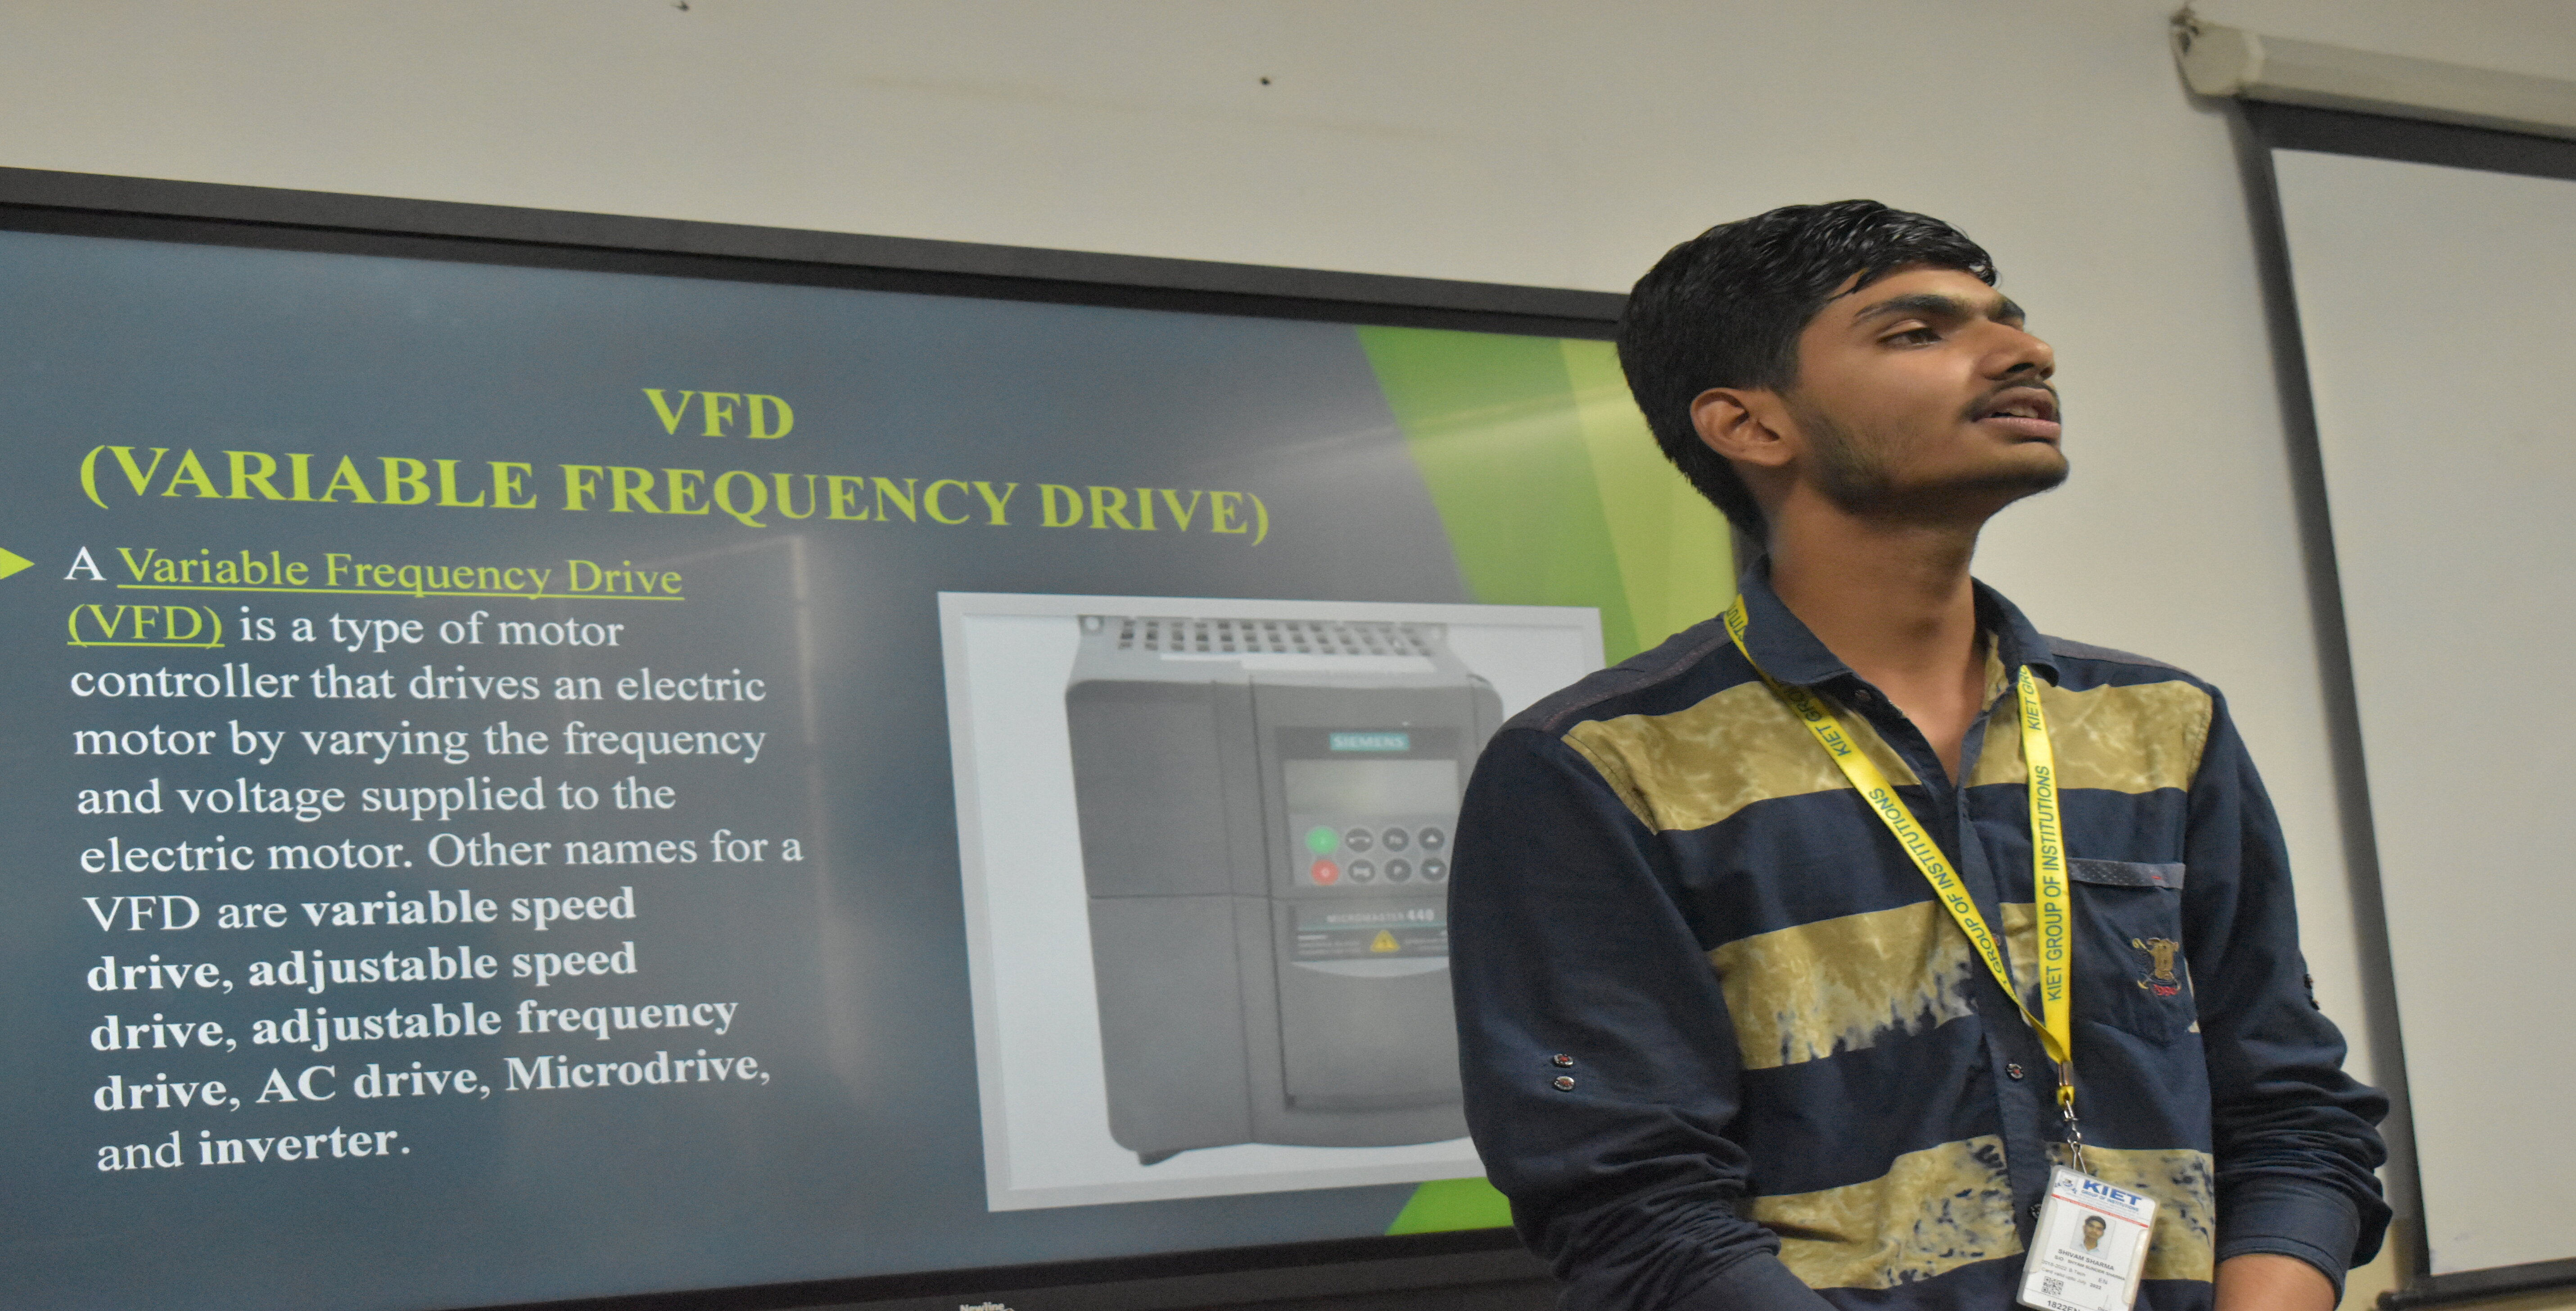 VFD
(VARIABLE FREQUENCY DRIVE)
A Variable Frequency Drive
(VFD) is a type of motor
controller that drives an electric
motor by varying the frequency
and voltage supplied to the
electric motor. Other names for a
VFD are variable speed
drive, adjustable speed
drive, adjustable frequency
drive, AC drive, Microdrive,
and inverter.
SIEMENS
MICROMASTER 440
Newline
KIET GROUP OF INSTITUTIONS
KIET GROUP OF INSTITUTIONS
KIET
SHIVAM SHARMA